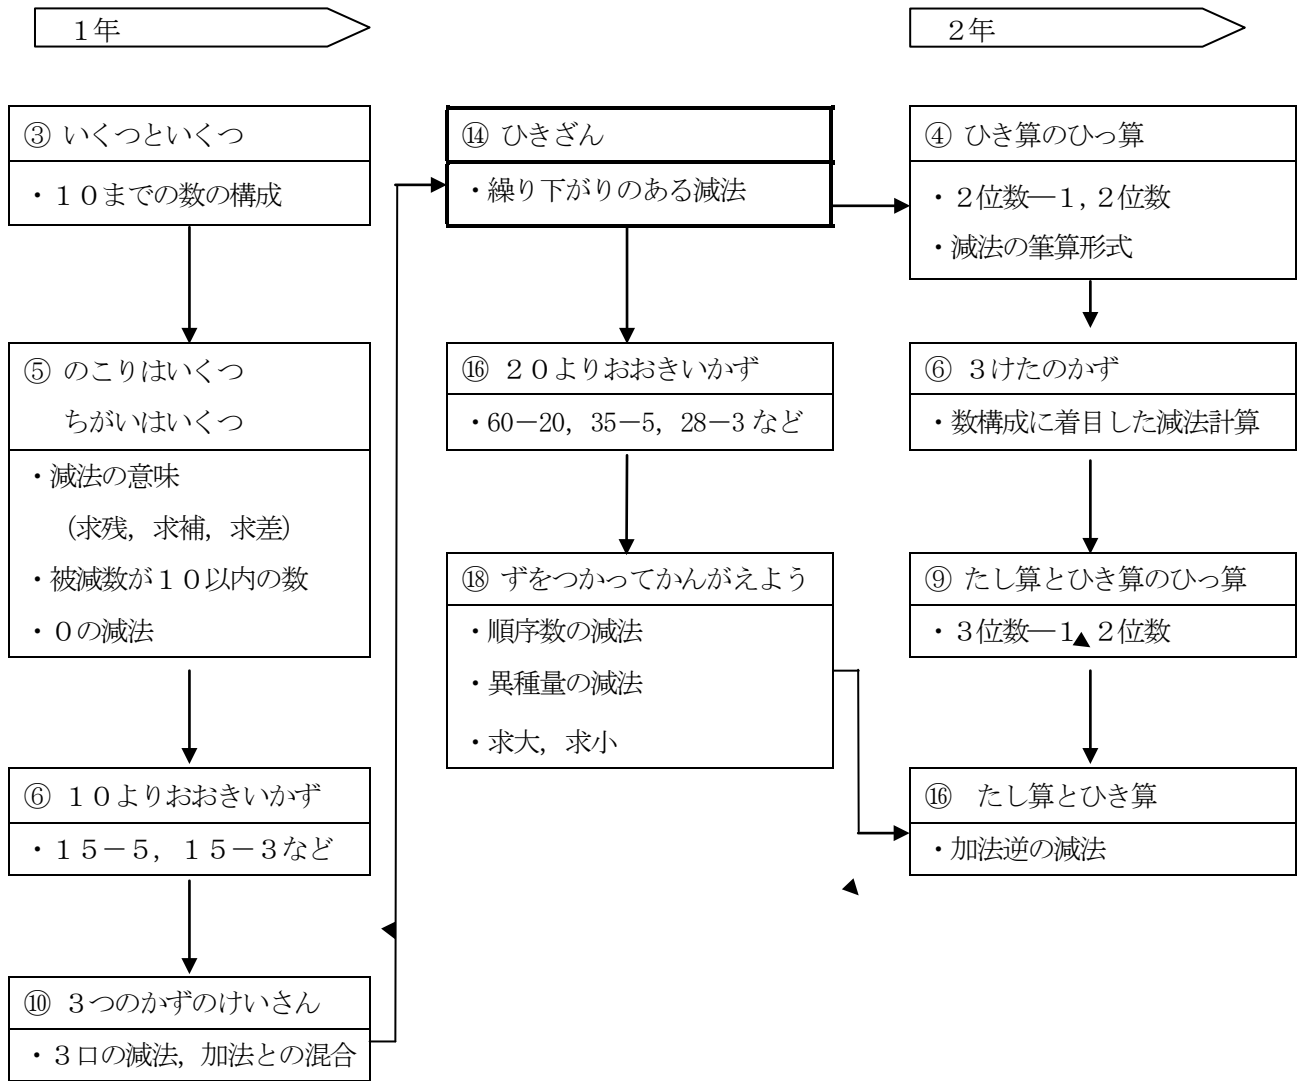 1年
2年
③ いくつといくつ
・10までの数の構成
⑤ のこりはいくつ
ちがいはいくつ
・減法の意味
(求残，求補，求差)
・被減数が10以内の数
・0の減法
⑥ 10よりおおきいかず
・15－5，15－3など
⑩ 3つのかずのけいさん
・3口の減法，加法との混合
⑭ ひきざん
・繰り下がりのある減法
⑯ 20よりおおきいかず
・60－20，35－5，28－3 など
⑱ ずをつかってかんがえよう
・順序数の減法
・異種量の減法
・求大，求小
④ ひき算のひっ算
・2位数―1，2位数
・減法の筆算形式
⑥ 3けたのかず
・数構成に着目した減法計算
⑨ たし算とひき算のひっ算
・3位数―1，2位数
⑯ たし算とひき算
・加法逆の減法